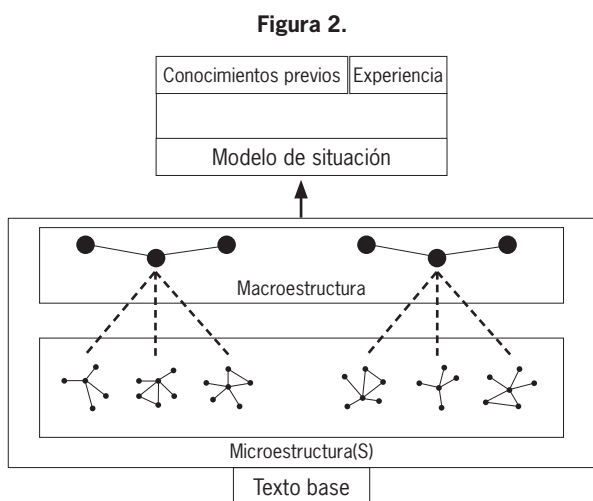 Figura 2.
Conocimientos previos Experiencia
Modelo de situación
Macroestructura
Microestructura(S)
Texto base